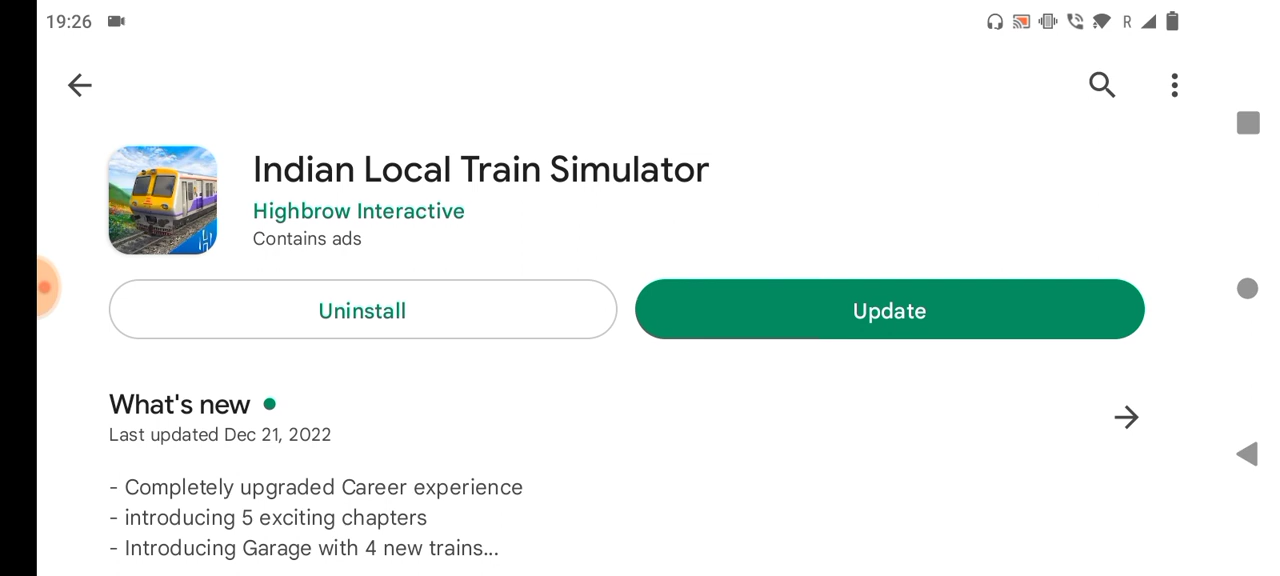 19:26
R
Indian Local Train Simulator
Highbrow Interactive
Contains ads
Uninstall
Update
What's new
Last updated Dec 21, 2022
- Completely upgraded Career experience
- introducing 5 exciting chapters
- Introducing Garage with 4 new trains...